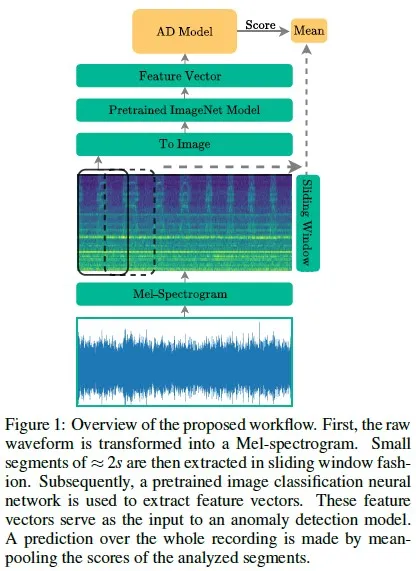 AD Model
Score
Mean
Feature Vector
Pretrained ImageNet Model
To Image
Sliding Window
Mel-Spectrogram
Figure 1: Overview of the proposed workflow. First, the raw
waveform is transformed into a Mel-spectrogram. Small
segments of ≈ 2s are then extracted in sliding window fash-
ion. Subsequently, a pretrained image classification neural
network is used to extract feature vectors. These feature
vectors serve as the input to an anomaly detection model.
A prediction over the whole recording is made by mean-
pooling the scores of the analyzed segments.